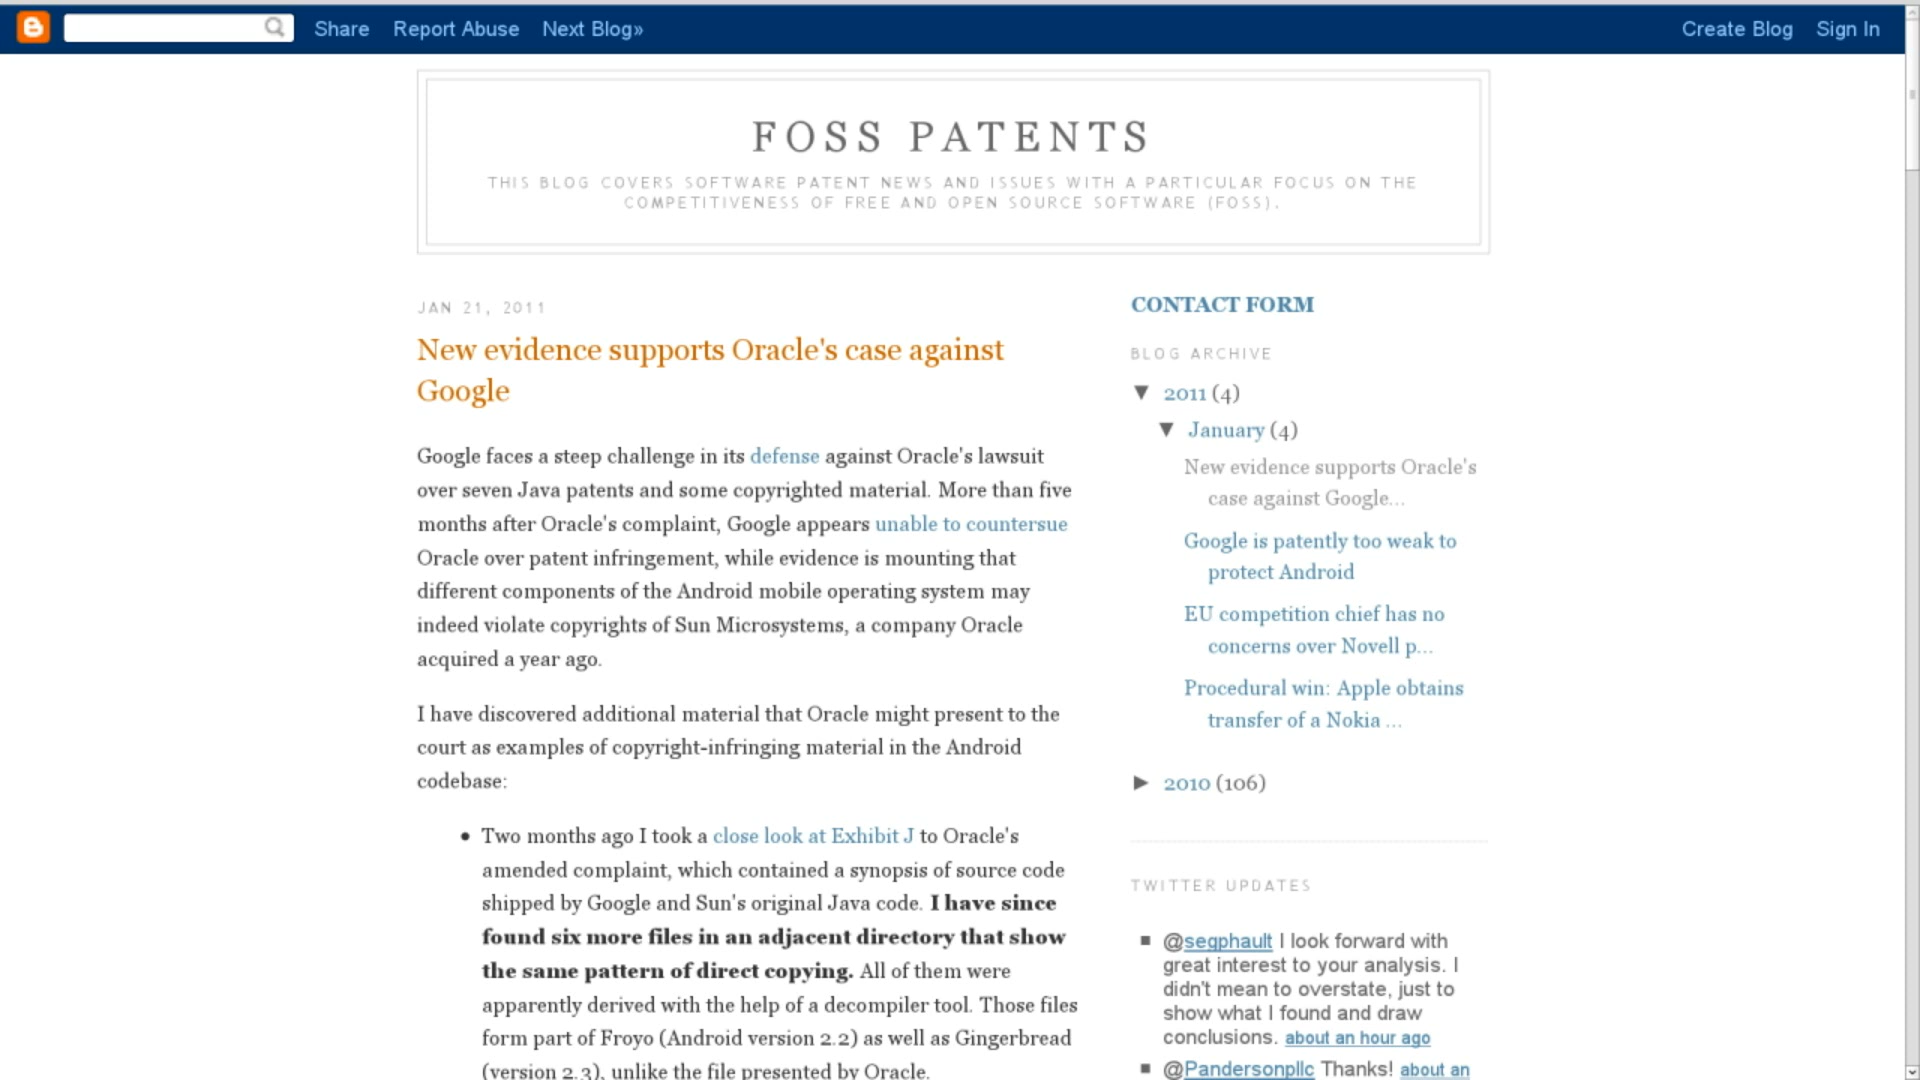 Share Report Abuse Next Blog» Create Blog Sign In
FOSS PATENTS
THIS BLOG COVERS SOFTWARE PATENT NEWS AND ISSUES WITH A PARTICULAR FOCUS ON THE
COMPETITIVENESS OF FREE AND OPEN SOURCE SOFTWARE (FOSS).
JAN 21, 2011
New evidence supports Oracle's case against
Google
Google faces a steep challenge in its defense against Oracle's lawsuit
over seven Java patents and some copyrighted material. More than five
months after Oracle's complaint, Google appears unable to countersue
Oracle over patent infringement, while evidence is mounting that
different components of the Android mobile operating system may
indeed violate copyrights of Sun Microsystems, a company Oracle
acquired a year ago.
I have discovered additional material that Oracle might present to the
court as examples of copyright-infringing material in the Android
codebase:
• Two months ago I took a close look at Exhibit J to Oracle's
amended complaint, which contained a synopsis of source code
shipped by Google and Sun's original Java code. I have since
found six more files in an adjacent directory that show
the same pattern of direct copying. All of them were
apparently derived with the help of a decompiler tool. Those files
form part of Froyo (Android version 2.2) as well as Gingerbread
(version 2.3), unlike the file presented by Oracle.
CONTACT FORM
BLOG ARCHIVE
▼ 2011 (4)
▼ January (4)
New evidence supports Oracle's
case against Google...
Google is patently too weak to
protect Android
EU competition chief has no
concerns over Novell p...
Procedural win: Apple obtains
transfer of a Nokia ...
► 2010 (106)
TWITTER UPDATES
@segphault I look forward with
great interest to your analysis. I
didn't mean to overstate, just to
show what I found and draw
conclusions. about an hour ago
@Pandersonpllc Thanks! about an